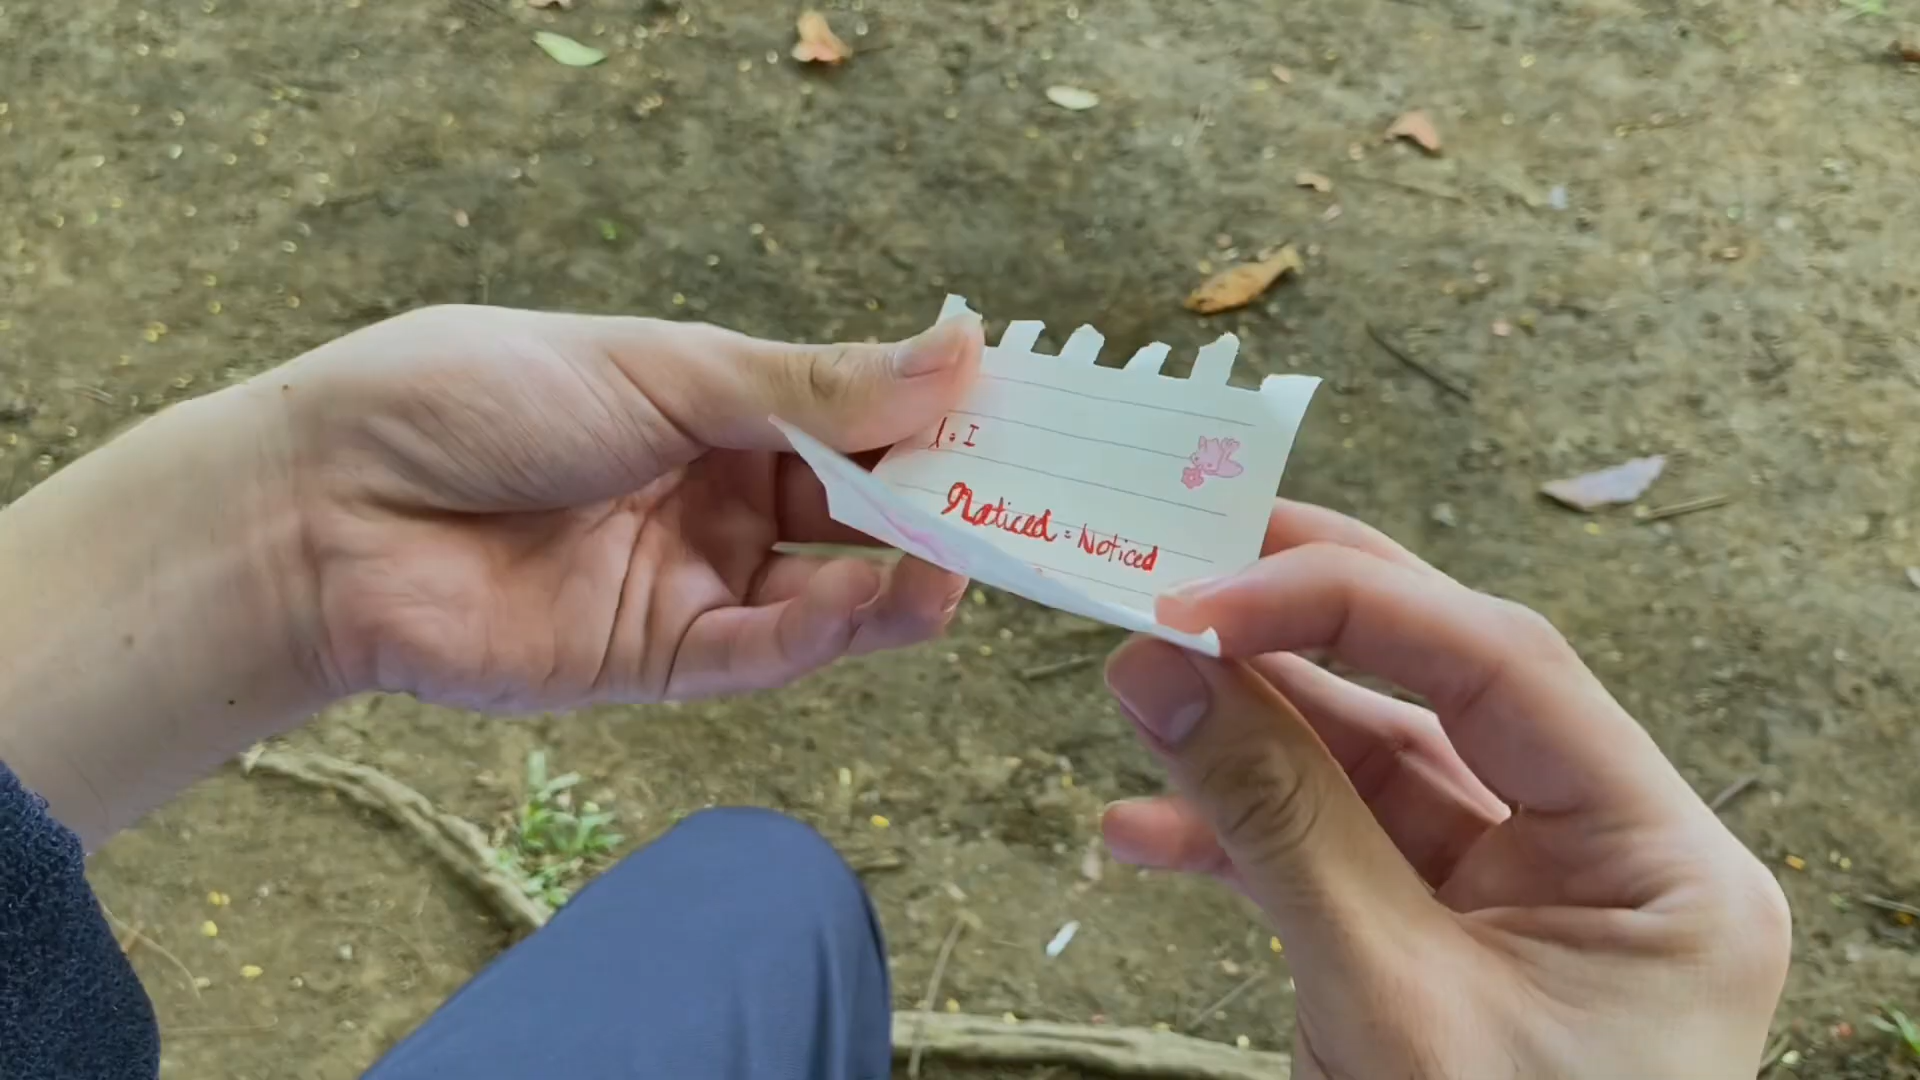 l = I
Noticed = Noticed